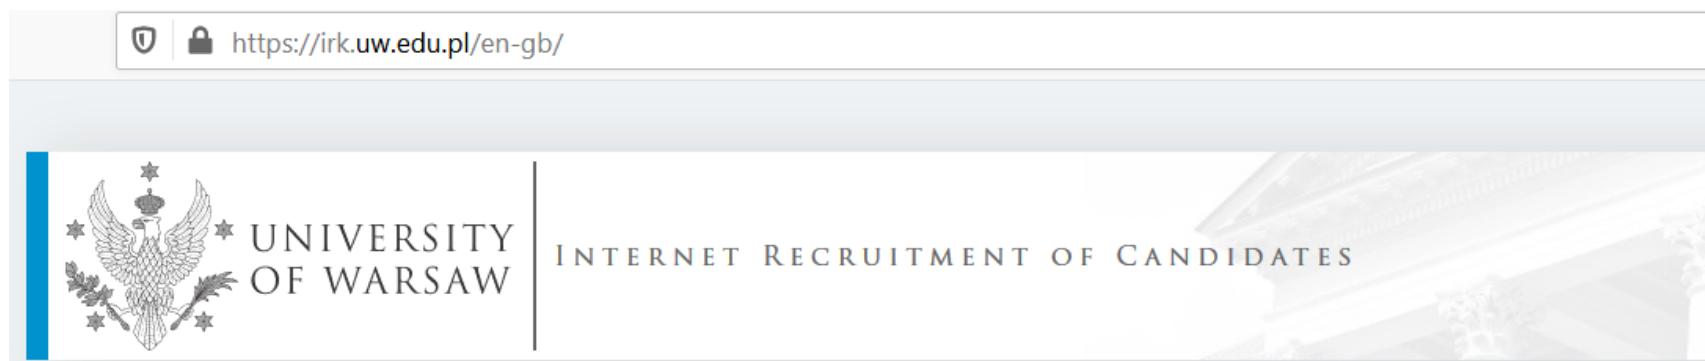 https://irk.uw.edu.pl/en-gb/
UNIVERSITY
OF WARSAW
INTERNET RECRUITMENT OF CANDIDATES